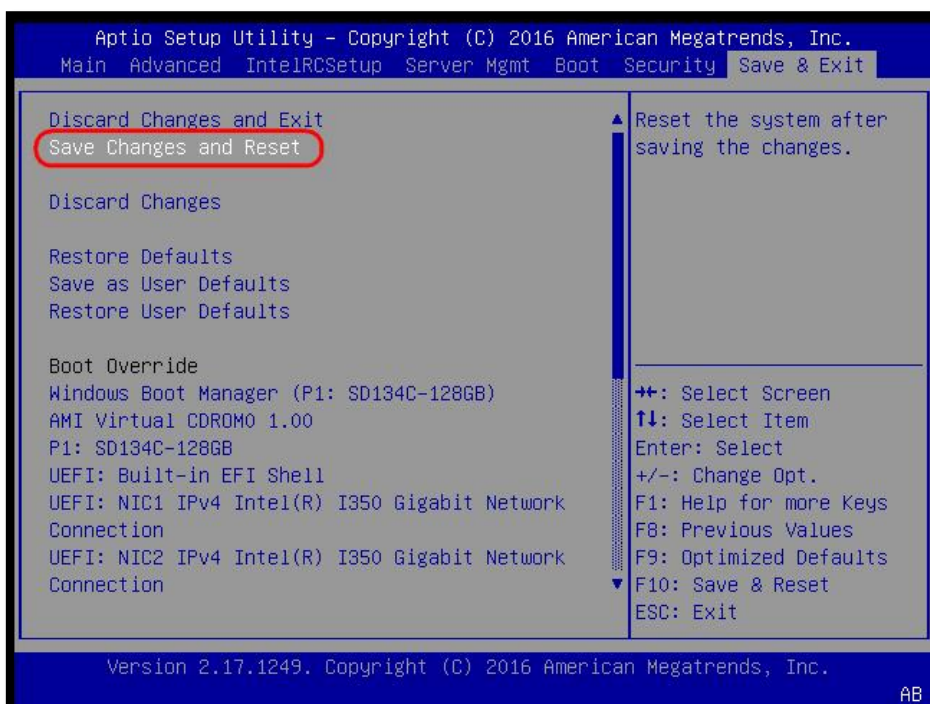 Aptio Setup Utility – Copyright (C) 2016 American Megatrends, Inc.
Main Advanced IntelRCSetup Server Mgmt Boot Security Save & Exit
Discard Changes and Exit
Save Changes and Reset
Discard Changes
Restore Defaults
Save as User Defaults
Restore User Defaults
Boot Override
Windows Boot Manager (P1: SD134C-128GB)
AMI Virtual CDROM0 1.00
P1: SD134C-128GB
UEFI: Built-in EFI Shell
UEFI: NIC1 IPv4 Intel(R) I350 Gigabit Network
Connection
UEFI: NIC2 IPv4 Intel(R) I350 Gigabit Network
Connection
Reset the system after
saving the changes.
→←: Select Screen
↑↓: Select Item
Enter: Select
+/-: Change Opt.
F1: Help for more Keys
F8: Previous Values
F9: Optimized Defaults
F10: Save & Reset
ESC: Exit
Version 2.17.1249. Copyright (C) 2016 American Megatrends, Inc.
AB